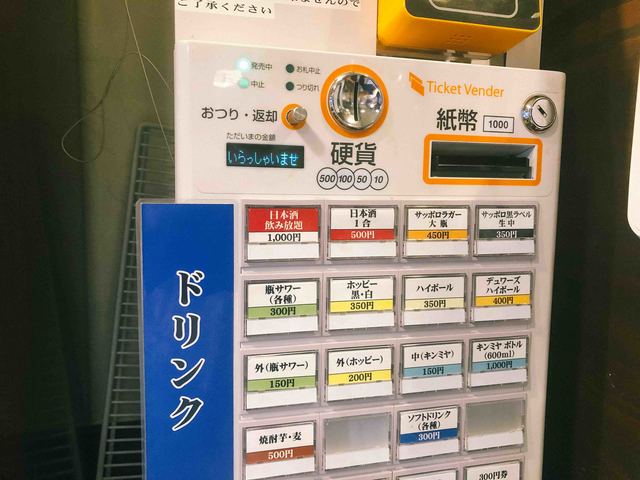 ご了承ください
発売中
お札中止
中止
つり切れ
おつり・返却
ただいまの金額
いらっしゃいませ
硬貨
500 100 50 10
Ticket Vender
紙幣 1000
ドリンク
日本酒
飲み放題
1,000円
日本酒
1合
500円
サッポロラガー
大瓶
450円
サッポロ黒ラベル
生中
350円
瓶サワー
(各種)
300円
ホッピー
黒・白
350円
ハイボール
350円
デュワーズ
ハイボール
400円
外(瓶サワー)
150円
外(ホッピー)
200円
中(キンミヤ)
150円
キンミヤ ボトル
(600ml)
1,000円
焼酎芋・麦
500円
ソフトドリンク
(各種)
300円
300円券